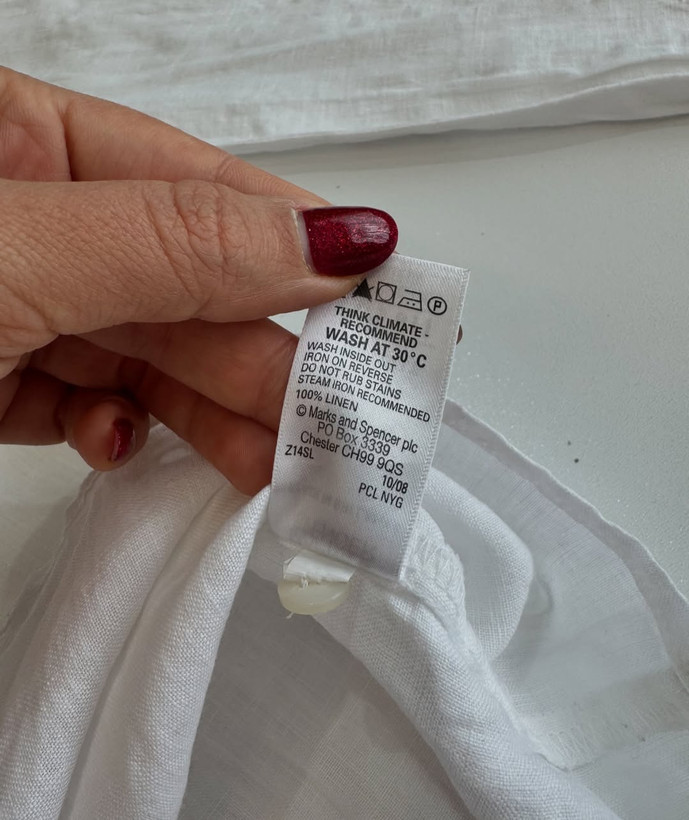 P
THINK CLIMATE -
RECOMMEND
WASH AT 30°C
WASH INSIDE OUT
IRON ON REVERSE
DO NOT RUB STAINS
STEAM IRON RECOMMENDED
100% LINEN
© Marks and Spencer plc
PO Box 3339
Chester CH99 9QS
Z14SL
10/08
PCL NYG